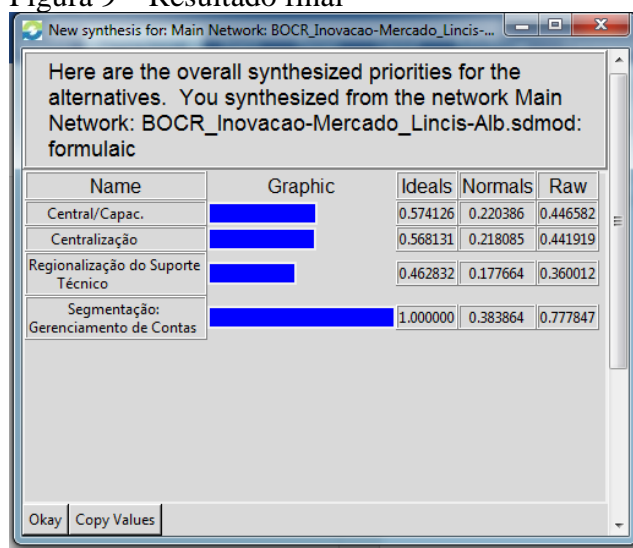 Figura 9 – Resultado final
New synthesis for: Main Network: BOCR_Inovacao-Mercado_Lincis-...
Here are the overall synthesized priorities for the
alternatives. You synthesized from the network Main
Network: BOCR_Inovacao-Mercado_Lincis-Alb.sdmod:
formulaic
Name Graphic Ideals Normals Raw
Central/Capac. 0.574126 0.220386 0.446582
Centralização 0.568131 0.218085 0.441919
Regionalização do Suporte
Técnico 0.462832 0.177664 0.360012
Segmentação:
Gerenciamento de Contas 1.000000 0.383864 0.777847
Okay Copy Values